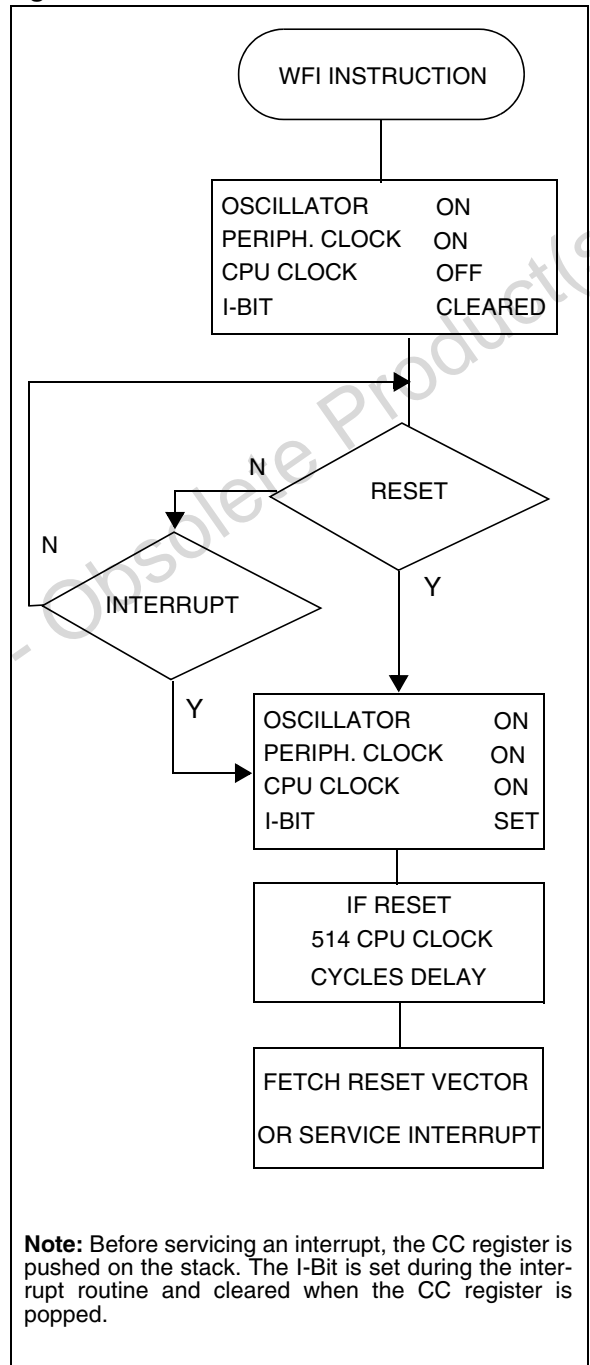 WFI INSTRUCTION
OSCILLATOR ON
PERIPH. CLOCK ON
CPU CLOCK OFF
I-BIT CLEARED
RESET
N
Y
INTERRUPT
N
Y
OSCILLATOR ON
PERIPH. CLOCK ON
CPU CLOCK ON
I-BIT SET
IF RESET
514 CPU CLOCK
CYCLES DELAY
FETCH RESET VECTOR
OR SERVICE INTERRUPT
Note: Before servicing an interrupt, the CC register is
pushed on the stack. The I-Bit is set during the inter-
rupt routine and cleared when the CC register is
popped.
- Obsolete Product(s